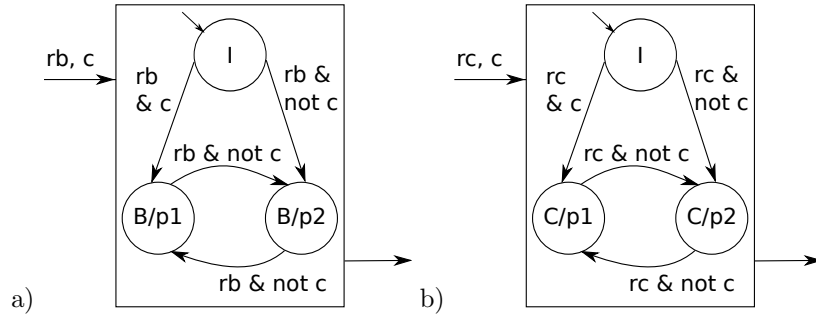 rb, c
I
rb
& c
rb &
not c
rb & not c
B/p1
B/p2
rb & not c
a)
rc, c
I
rc
& c
rc &
not c
rc & not c
C/p1
C/p2
rc & not c
b)